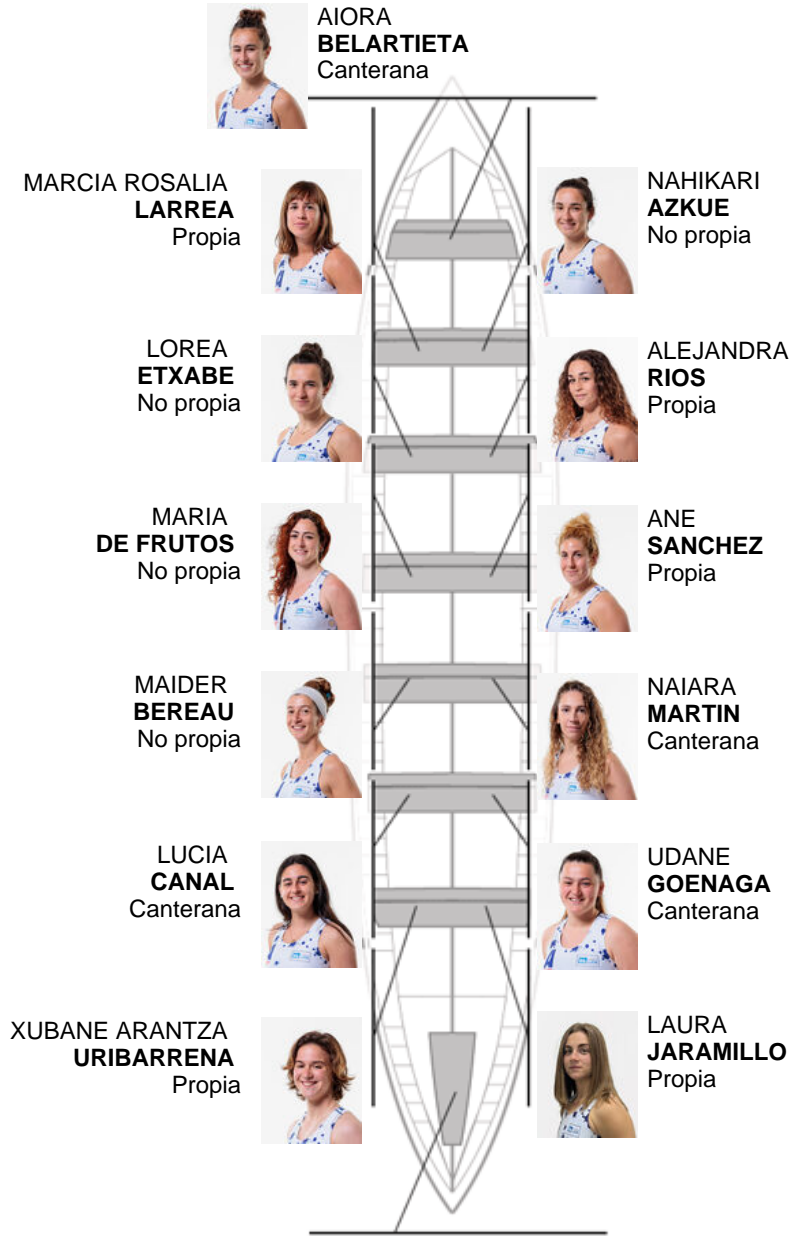 AIORA
BELARTIETA
Canterana
MARCIA ROSALIA
LARREA
Propia
NAHIKARI
AZKUE
No propia
LOREA
ETXABE
No propia
ALEJANDRA
RIOS
Propia
MARIA
DE FRUTOS
No propia
ANE
SANCHEZ
Propia
MAIDER
BEREAU
No propia
NAIARA
MARTIN
Canterana
LUCIA
CANAL
Canterana
UDANE
GOENAGA
Canterana
XUBANE ARANTZA
URIBARRENA
Propia
LAURA
JARAMILLO
Propia